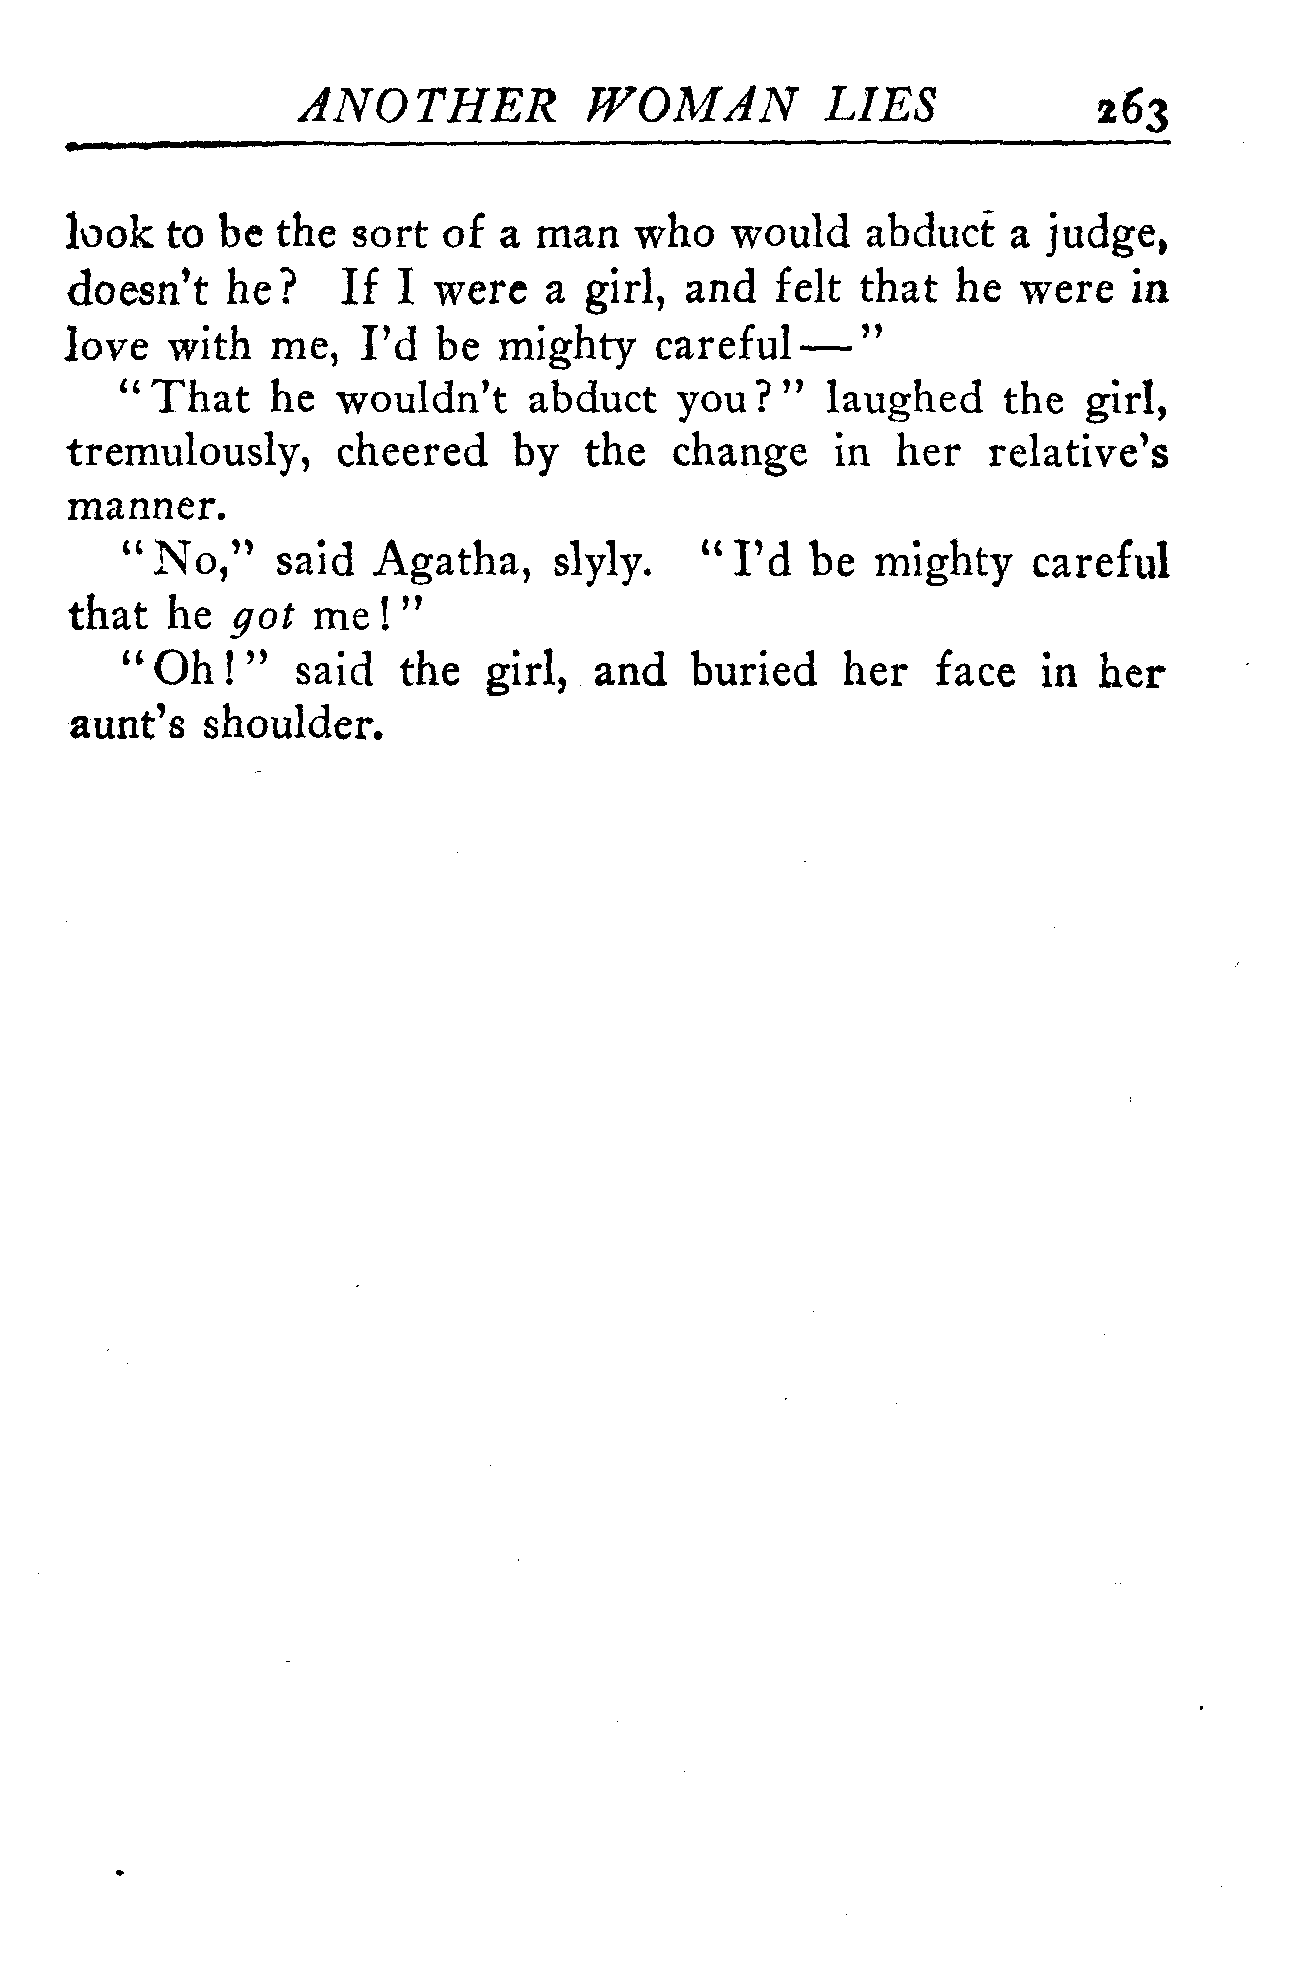 ANOTHER WOMAN LIES 263
look to be the sort of a man who would abduct a judge,
doesn't he? If I were a girl, and felt that he were in
love with me, I'd be mighty careful—"
"That he wouldn't abduct you?" laughed the girl,
tremulously, cheered by the change in her relative's
manner.
"No," said Agatha, slyly. "I'd be mighty careful
that he got me!"
"Oh!" said the girl, and buried her face in her
aunt's shoulder.